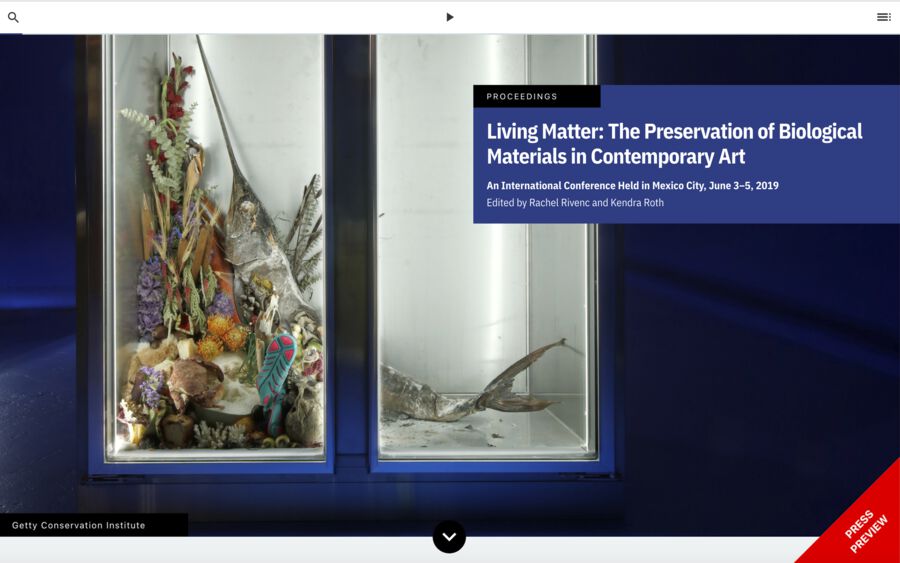 PROCEEDINGS
Living Matter: The Preservation of Biological
Materials in Contemporary Art
An International Conference Held in Mexico City, June 3–5, 2019
Edited by Rachel Rivenc and Kendra Roth
Getty Conservation Institute
PRESS
PREVIEW